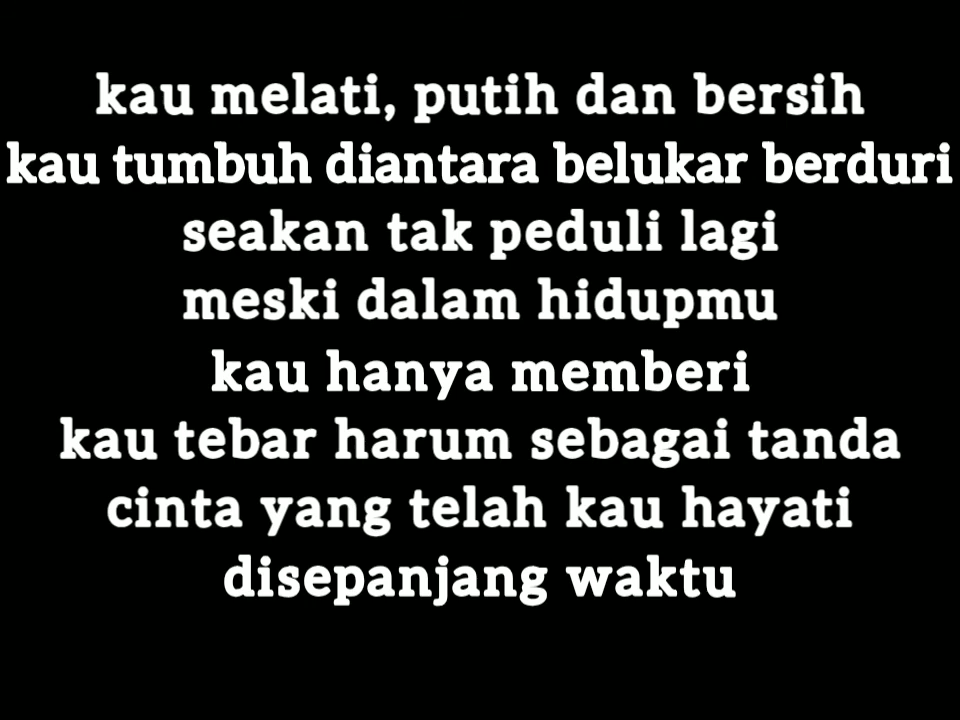 kau melati, putih dan bersih
kau tumbuh diantara belukar berduri
seakan tak peduli lagi
meski dalam hidupmu
kau hanya memberi
kau tebar harum sebagai tanda
cinta yang telah kau hayati
disepanjang waktu